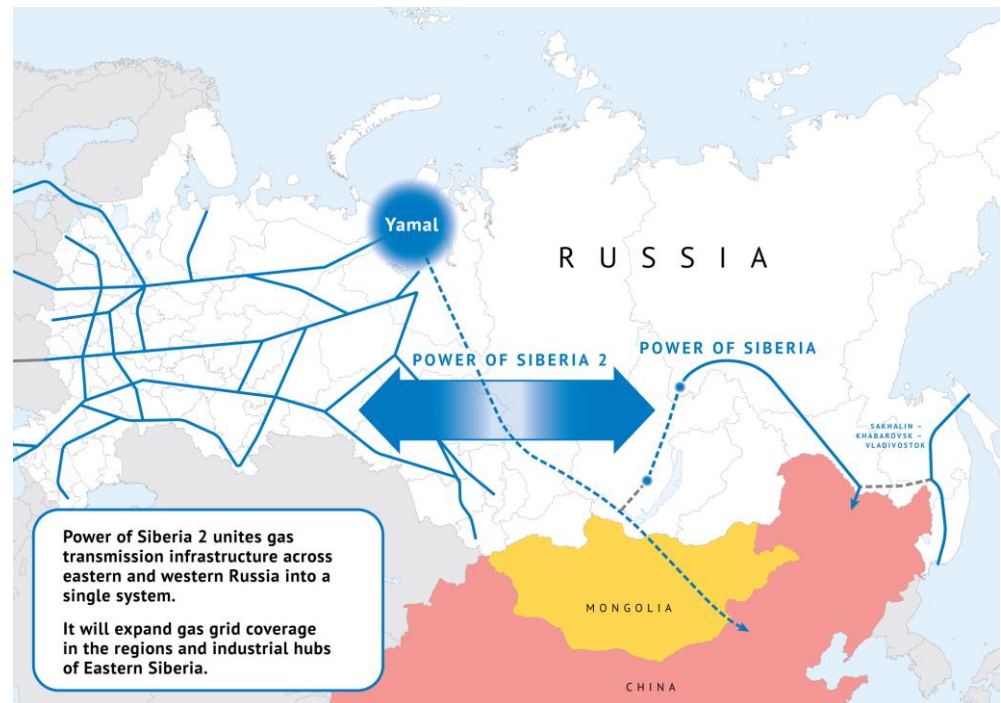 Yamal
RUSSIA
POWER OF SIBERIA 2
POWER OF SIBERIA
SAKHALIN –
KHABAROVSK –
VLADIVOSTOK
Power of Siberia 2 unites gas
transmission infrastructure across
eastern and western Russia into a
single system.
It will expand gas grid coverage
in the regions and industrial hubs
of Eastern Siberia.
MONGOLIA
CHINA